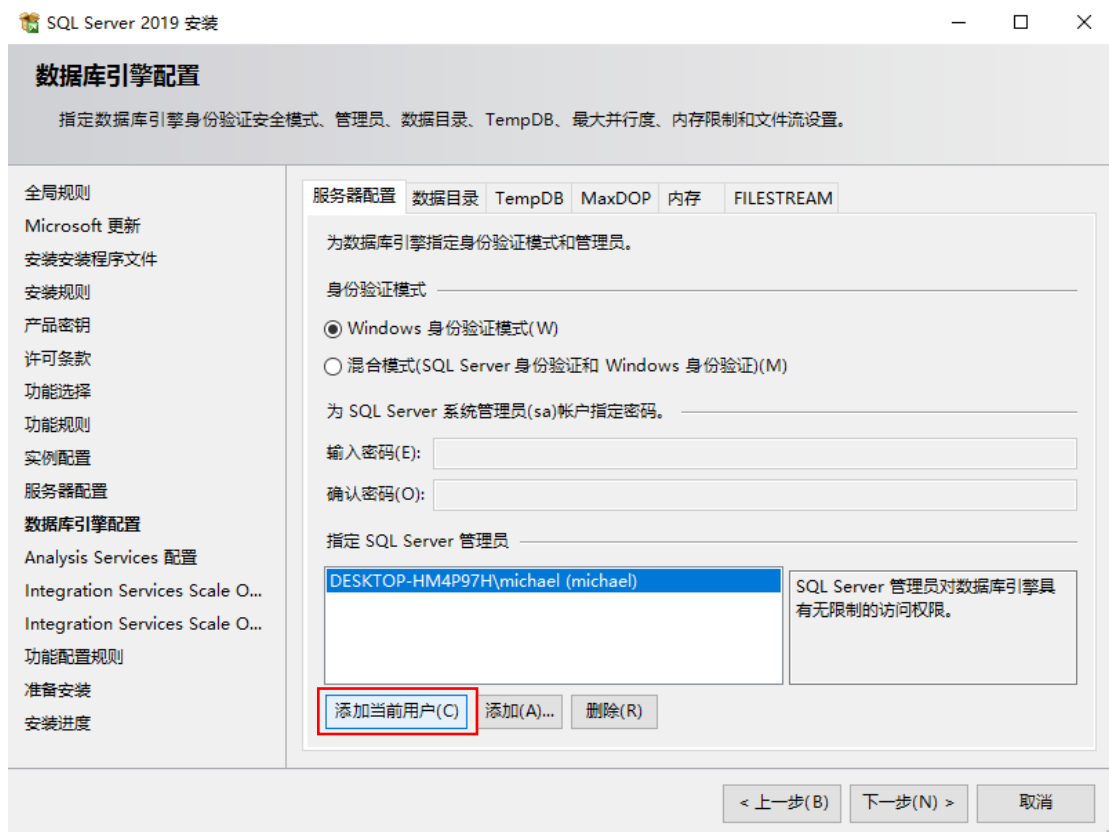 SQL Server 2019 安装
数据库引擎配置
指定数据库引擎身份验证安全模式、管理员、数据目录、TempDB、最大并行度、内存限制和文件流设置。
全局规则
Microsoft 更新
安装安装程序文件
安装规则
产品密钥
许可条款
功能选择
功能规则
实例配置
服务器配置
数据库引擎配置
Analysis Services 配置
Integration Services Scale O...
Integration Services Scale O...
功能配置规则
准备安装
安装进度
服务器配置 数据目录 TempDB MaxDOP 内存 FILESTREAM
为数据库引擎指定身份验证模式和管理员。
身份验证模式
Windows 身份验证模式(W)
混合模式(SQL Server 身份验证和 Windows 身份验证)(M)
为 SQL Server 系统管理员(sa)帐户指定密码。
输入密码(E):
确认密码(O):
指定 SQL Server 管理员
DESKTOP-HM4P97H\michael (michael)
SQL Server 管理员对数据库引擎具
有无限制的访问权限。
添加当前用户(C) 添加(A)... 删除(R)
< 上一步(B) 下一步(N) > 取消